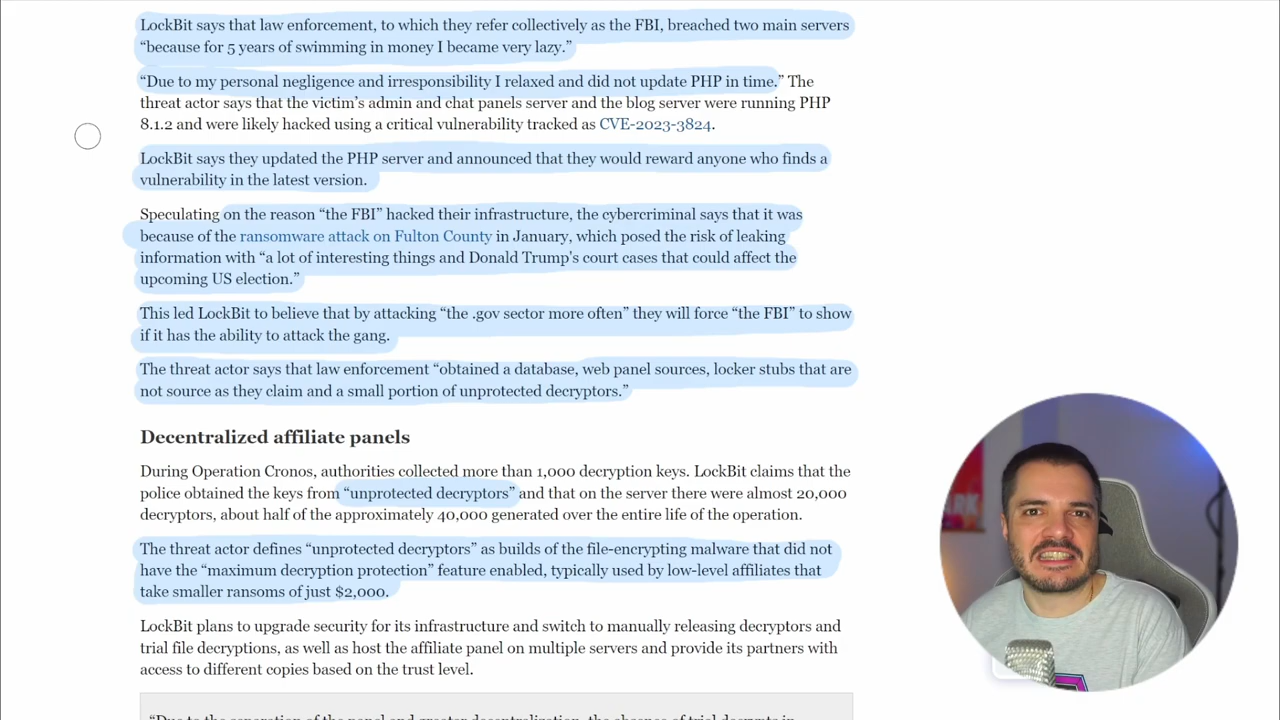 LockBit says that law enforcement, to which they refer collectively as the FBI, breached two main servers
“because for 5 years of swimming in money I became very lazy.”
“Due to my personal negligence and irresponsibility I relaxed and did not update PHP in time.” The
threat actor says that the victim’s admin and chat panels server and the blog server were running PHP
8.1.2 and were likely hacked using a critical vulnerability tracked as CVE-2023-3824.
LockBit says they updated the PHP server and announced that they would reward anyone who finds a
vulnerability in the latest version.
Speculating on the reason “the FBI” hacked their infrastructure, the cybercriminal says that it was
because of the ransomware attack on Fulton County in January, which posed the risk of leaking
information with “a lot of interesting things and Donald Trump's court cases that could affect the
upcoming US election.”
This led LockBit to believe that by attacking “the .gov sector more often” they will force “the FBI” to show
if it has the ability to attack the gang.
The threat actor says that law enforcement “obtained a database, web panel sources, locker stubs that are
not source as they claim and a small portion of unprotected decryptors.”
Decentralized affiliate panels
During Operation Cronos, authorities collected more than 1,000 decryption keys. LockBit claims that the
police obtained the keys from “unprotected decryptors” and that on the server there were almost 20,000
decryptors, about half of the approximately 40,000 generated over the entire life of the operation.
The threat actor defines “unprotected decryptors” as builds of the file-encrypting malware that did not
have the “maximum decryption protection” feature enabled, typically used by low-level affiliates that
take smaller ransoms of just $2,000.
LockBit plans to upgrade security for its infrastructure and switch to manually releasing decryptors and
trial file decryptions, as well as host the affiliate panel on multiple servers and provide its partners with
access to different copies based on the trust level.
“Due to the separation of the panel and greater decentralization, the absence of trial decrypts in